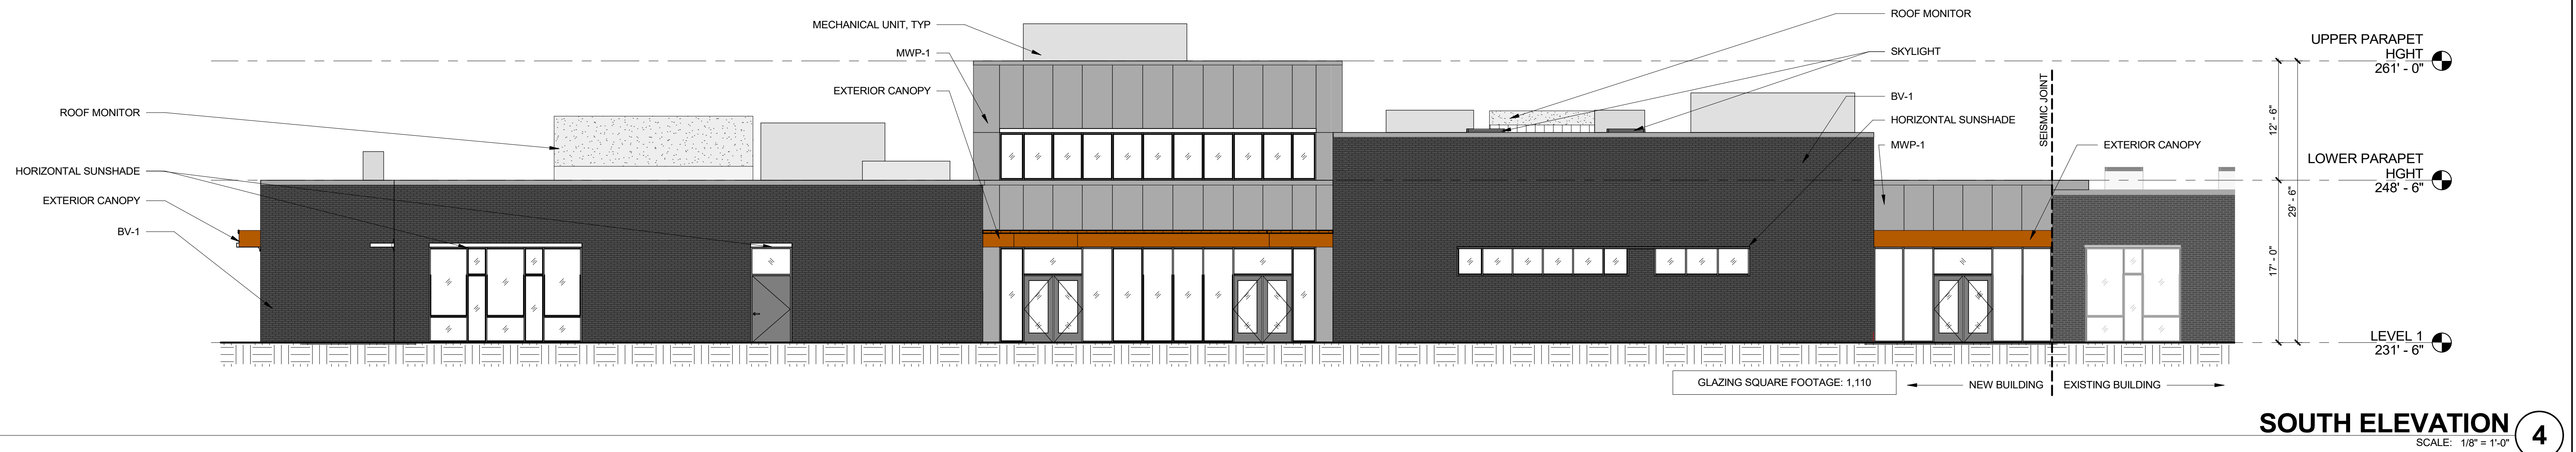 MECHANICAL UNIT, TYP
MWP-1
EXTERIOR CANOPY
ROOF MONITOR
HORIZONTAL SUNSHADE
EXTERIOR CANOPY
BV-1
ROOF MONITOR
SKYLIGHT
BV-1
HORIZONTAL SUNSHADE
MWP-1
SEISMIC JOINT
EXTERIOR CANOPY
UPPER PARAPET
HGHT
261' - 0"
12' - 6"
LOWER PARAPET
HGHT
248' - 6"
29' - 6"
17' - 0"
LEVEL 1
231' - 6"
GLAZING SQUARE FOOTAGE: 1,110
NEW BUILDING
EXISTING BUILDING
SOUTH ELEVATION
SCALE: 1/8" = 1'-0"
4